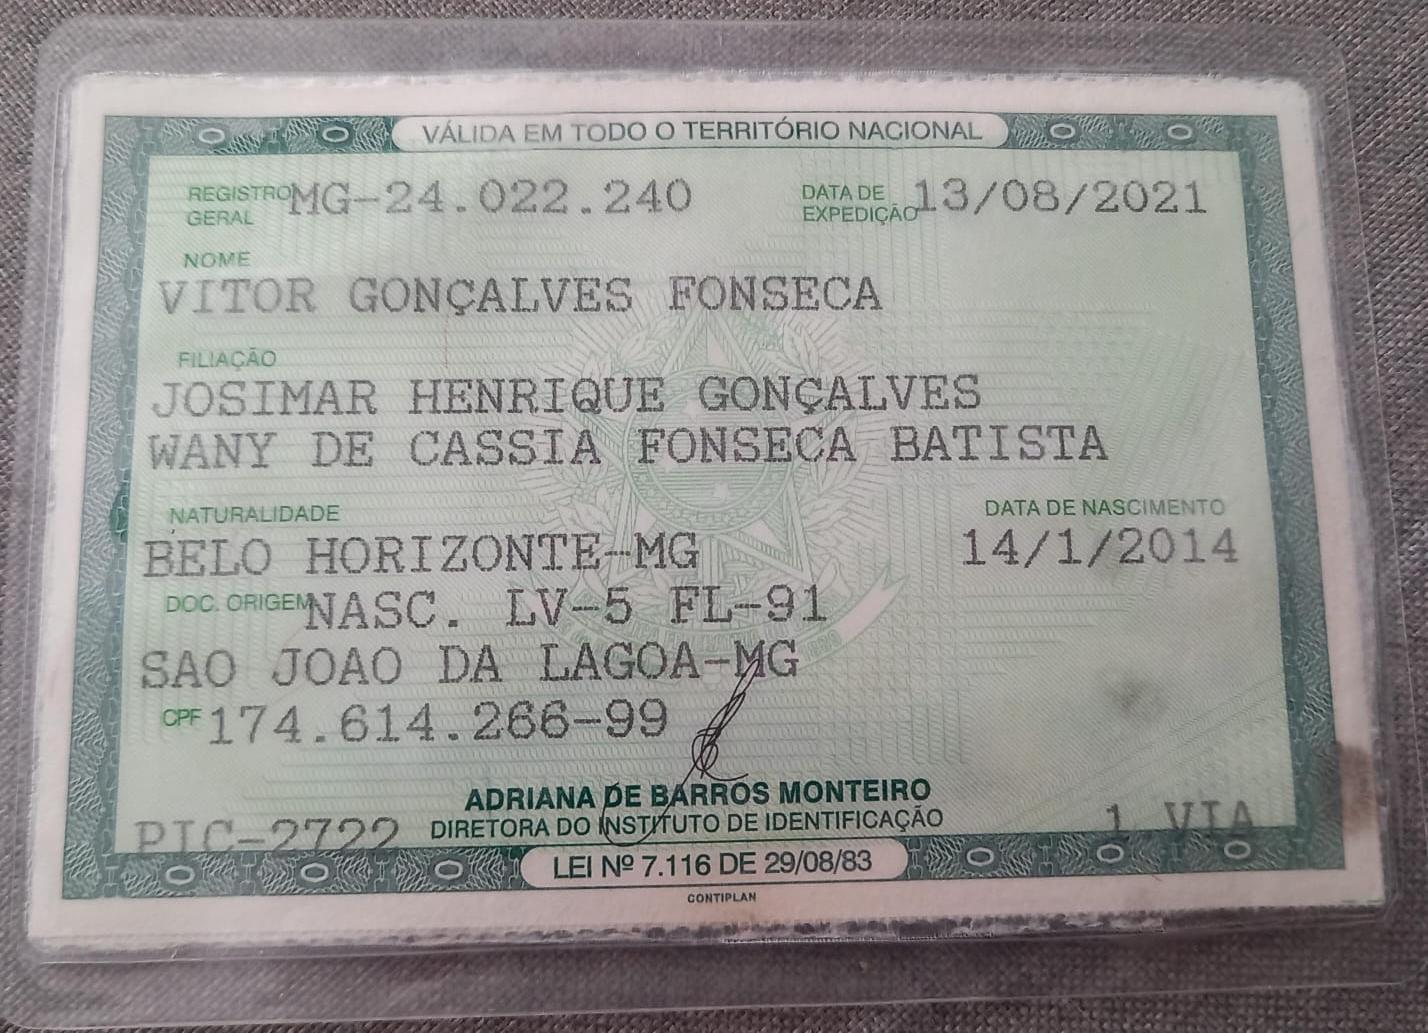 VÁLIDA EM TODO O TERRITÓRIO NACIONAL
REGISTRO GERAL MG-24.022.240 DATA DE EXPEDIÇÃO 13/08/2021
NOME
VITOR GONÇALVES FONSECA
FILIAÇÃO
JOSIMAR HENRIQUE GONÇALVES
WANY DE CASSIA FONSECA BATISTA
NATURALIDADE DATA DE NASCIMENTO
BELO HORIZONTE-MG 14/1/2014
DOC. ORIGEM NASC. LV-5 FL-91
SAO JOAO DA LAGOA-MG
CPF 174.614.266-99
ADRIANA DE BARROS MONTEIRO
PIC-2722 DIRETORA DO INSTITUTO DE IDENTIFICAÇÃO 1 VIA
LEI Nº 7.116 DE 29/08/83
CONTIPLAN